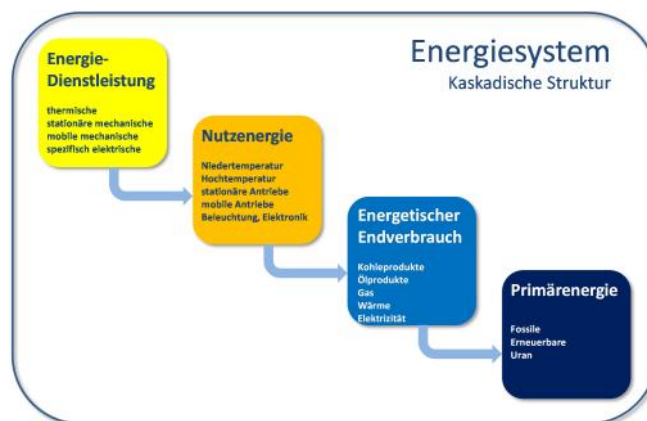 Energiesystem
Kaskadische Struktur
Energie-
Dienstleistung
thermische
stationäre mechanische
mobile mechanische
spezifisch elektrische
Nutzenergie
Niedertemperatur
Hochtemperatur
stationäre Antriebe
mobile Antriebe
Beleuchtung, Elektronik
Energetischer
Endverbrauch
Kohleprodukte
Ölprodukte
Gas
Wärme
Elektrizität
Primärenergie
Fossile
Erneuerbare
Uran